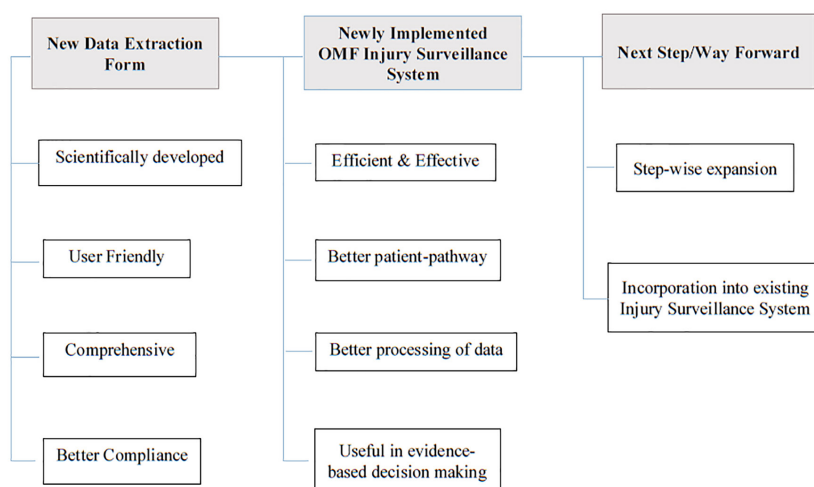 New Data Extraction
Form
Scientifically developed
User Friendly
Comprehensive
Better Compliance
Newly Implemented
OMF Injury Surveillance
System
Efficient & Effective
Better patient-pathway
Better processing of data
Useful in evidence-
based decision making
Next Step/Way Forward
Step-wise expansion
Incorporation into existing
Injury Surveillance System